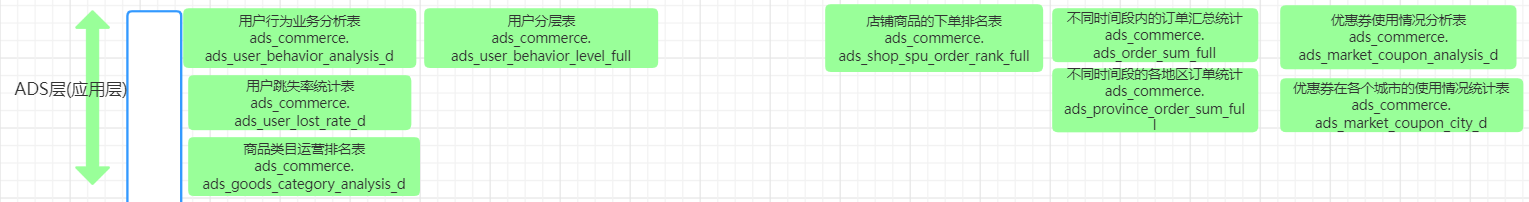 ADS层(应用层)
用户行为业务分析表
ads_commerce.
ads_user_behavior_analysis_d
用户分层表
ads_commerce.
ads_user_behavior_level_full
用户跳失率统计表
ads_commerce.
ads_user_lost_rate_d
商品类目运营排名表
ads_commerce.
ads_goods_category_analysis_d
店铺商品的下单排名表
ads_commerce.
ads_shop_spu_order_rank_full
不同时间段内的订单汇总统计
ads_commerce.
ads_order_sum_full
不同时间段的各地区订单统计
ads_commerce.
ads_province_order_sum_ful
l
优惠券使用情况分析表
ads_commerce.
ads_market_coupon_analysis_d
优惠券在各个城市的使用情况统计表
ads_commerce.
ads_market_coupon_city_d